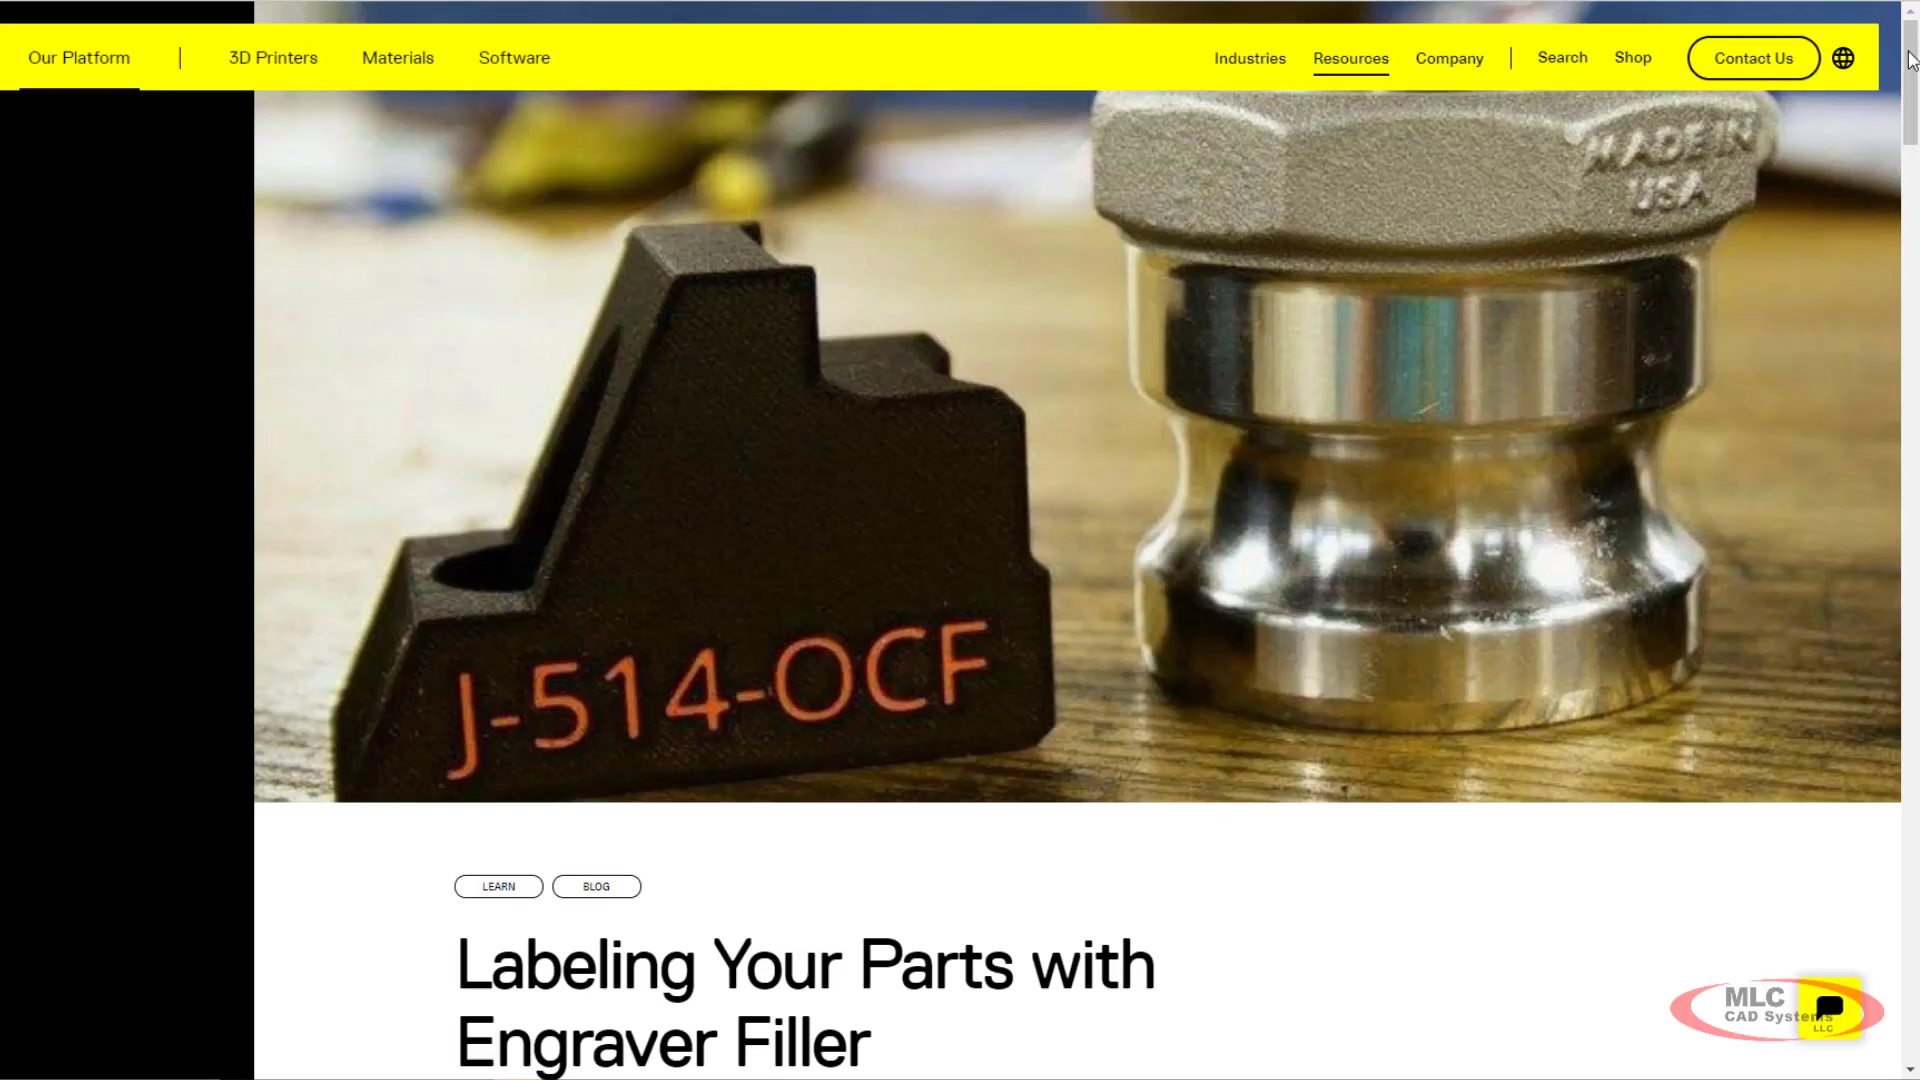 Our Platform
3D Printers
Materials
Software
Industries
Resources
Company
Search
Shop
Contact Us
MADE IN
USA
J-514-OCF
LEARN
BLOG
Labeling Your Parts with
Engraver Filler
MLC
CAD Systems
LLC